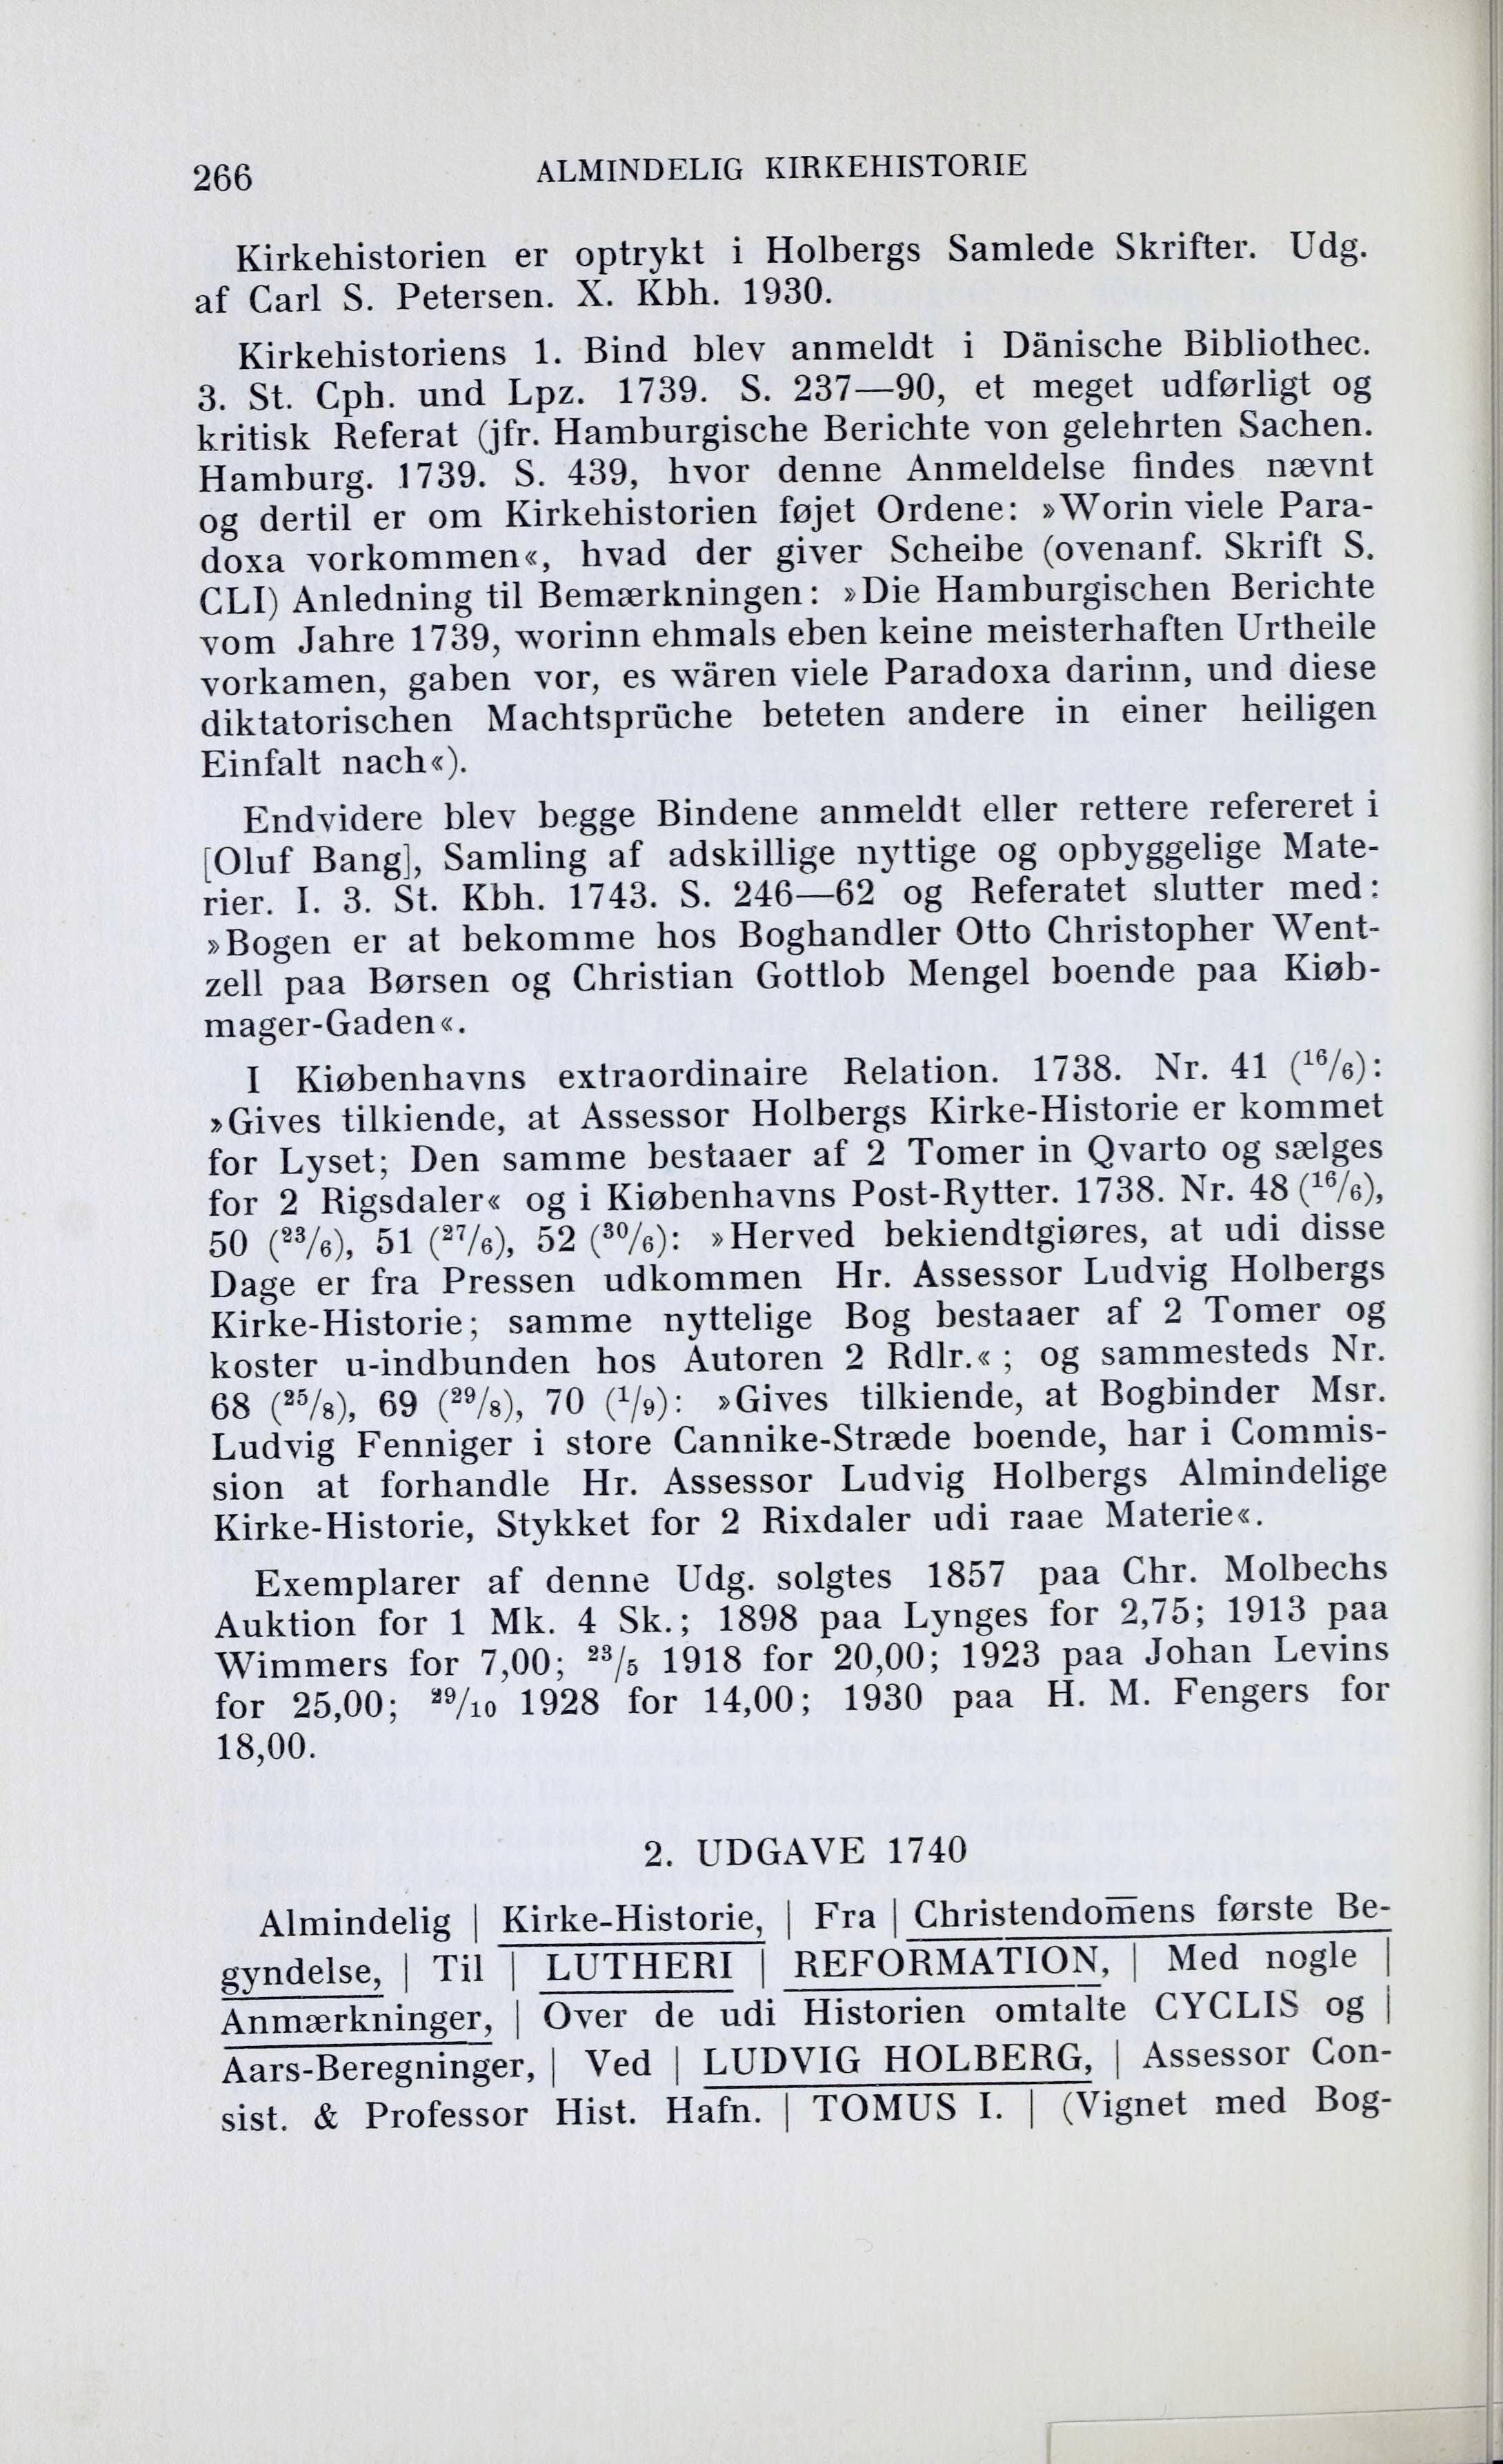 266
ALMINDELIG KIRKEHISTORIE
Kirkehistorien er optrykt i Holbergs Samlede Skrifter. Udg.
af Carl S. Petersen. X. Kbh. 1930.
Kirkehistoriens 1. Bind blev anmeldt i Dänische Bibliothec.
3. St. Cph. und Lpz. 1739. S. 237—90, et meget udførligt og
kritisk Referat (jfr. Hamburgische Berichte von gelehrten Sachen.
Hamburg. 1739. S. 439, hvor denne Anmeldelse findes nævnt
og dertil er om Kirkehistorien føjet Ordene: »Worin viele Para-
doxa vorkommen«, hvad der giver Scheibe (ovenanf. Skrift S.
CLI) Anledning til Bemærkningen: »Die Hamburgischen Berichte
vom Jahre 1739, worinn ehmals eben keine meisterhaften Urtheile
vorkamen, gaben vor, es wären viele Paradoxa darinn, und diese
diktatorischen Machtsprüche beteten andere in einer heiligen
Einfalt nach«).
Endvidere blev begge Bindene anmeldt eller rettere refereret i
[Oluf Bang], Samling af adskillige nyttige og opbyggelige Mate-
rier. I. 3. St. Kbh. 1743. S. 246—62 og Referatet slutter med:
»Bogen er at bekomme hos Boghandler Otto Christopher Went-
zell paa Børsen og Christian Gottlob Mengel boende paa Kiøb-
mager-Gaden«.
I Kiøbenhavns extraordinaire Relation. 1738. Nr. 41 (¹⁶/₆):
»Gives tilkiende, at Assessor Holbergs Kirke-Historie er kommet
for Lyset; Den samme bestaaer af 2 Tomer in Qvarto og sælges
for 2 Rigsdaler« og i Kiøbenhavns Post-Rytter. 1738. Nr. 48 (¹⁶/₆),
50 (²³/₆), 51 (²⁷/₆), 52 (³⁰/₆): »Herved bekiendtgiøres, at udi disse
Dage er fra Pressen udkommen Hr. Assessor Ludvig Holbergs
Kirke-Historie; samme nyttelige Bog bestaaer af 2 Tomer og
koster u-indbunden hos Autoren 2 Rdlr.«; og sammesteds Nr.
68 (²⁵/₈), 69 (²⁹/₈), 70 (¹/₉): »Gives tilkiende, at Bogbinder Msr.
Ludvig Fenniger i store Cannike-Stræde boende, har i Commis-
sion at forhandle Hr. Assessor Ludvig Holbergs Almindelige
Kirke-Historie, Stykket for 2 Rixdaler udi raae Materie«.
Exemplarer af denne Udg. solgtes 1857 paa Chr. Molbechs
Auktion for 1 Mk. 4 Sk.; 1898 paa Lynges for 2,75; 1913 paa
Wimmers for 7,00; ²³/₅ 1918 for 20,00; 1923 paa Johan Levins
for 25,00; ²⁹/₁₀ 1928 for 14,00; 1930 paa H. M. Fengers for
18,00.
2. UDGAVE 1740
Almindelig | Kirke-Historie, | Fra | Christendom̅ens første Be-
gyndelse, | Til | LUTHERI | REFORMATION, | Med nogle |
Anmærkninger, | Over de udi Historien omtalte CYCLIS og |
Aars-Beregninger, | Ved | LUDVIG HOLBERG, | Assessor Con-
sist. & Professor Hist. Hafn. | TOMUS I. | (Vignet med Bog-